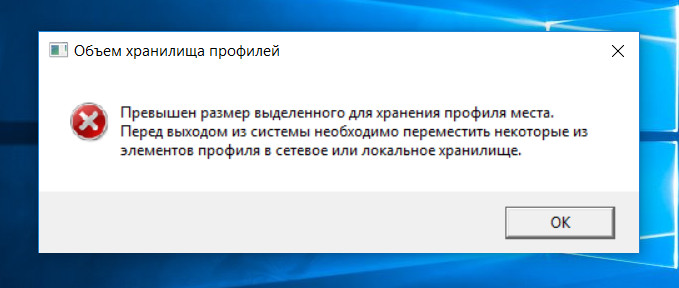 Объем хранилища профилей
Превышен размер выделенного для хранения профиля места.
Перед выходом из системы необходимо переместить некоторые из
элементов профиля в сетевое или локальное хранилище.
ОК